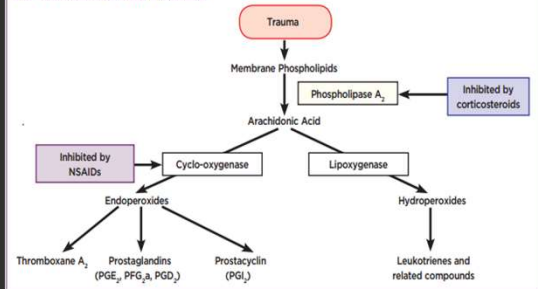 Trauma
Membrane Phospholipids
Phospholipase A₂
Inhibited by
corticosteroids
Arachidonic Acid
Inhibited by
NSAIDs
Cyclo-oxygenase
Lipoxygenase
Endoperoxides
Hydroperoxides
Thromboxane A₂
Prostaglandins
(PGE₂, PFG₂a, PGD₂)
Prostacyclin
(PGI₂)
Leukotrienes and
related compounds